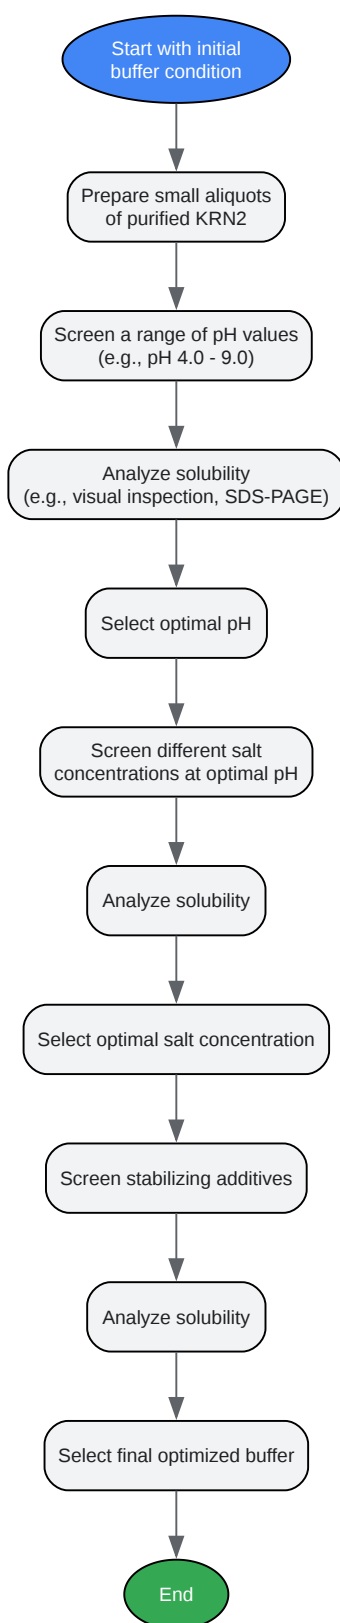 Start with initial
buffer condition
Prepare small aliquots
of purified KRN2
Screen a range of pH values
(e.g., pH 4.0 - 9.0)
Analyze solubility
(e.g., visual inspection, SDS-PAGE)
Select optimal pH
Screen different salt
concentrations at optimal pH
Analyze solubility
Select optimal salt concentration
Screen stabilizing additives
Analyze solubility
Select final optimized buffer
End